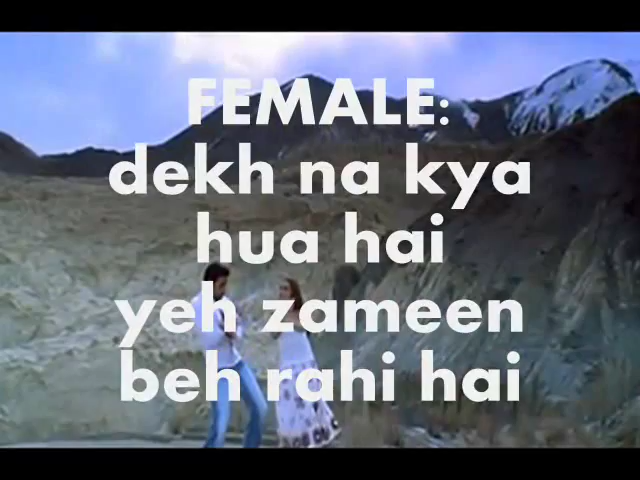 FEMALE:
dekh na kya
hua hai
yeh zameen
beh rahi hai